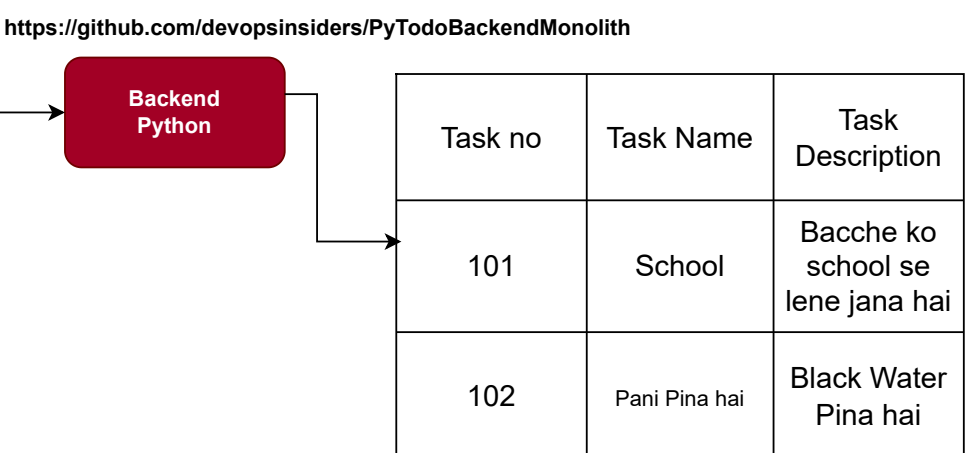 https://github.com/devopsinsiders/PyTodoBackendMonolith
Backend
Python
Task no
Task Name
Task
Description
101
School
Bacche ko
school se
lene jana hai
102
Pani Pina hai
Black Water
Pina hai